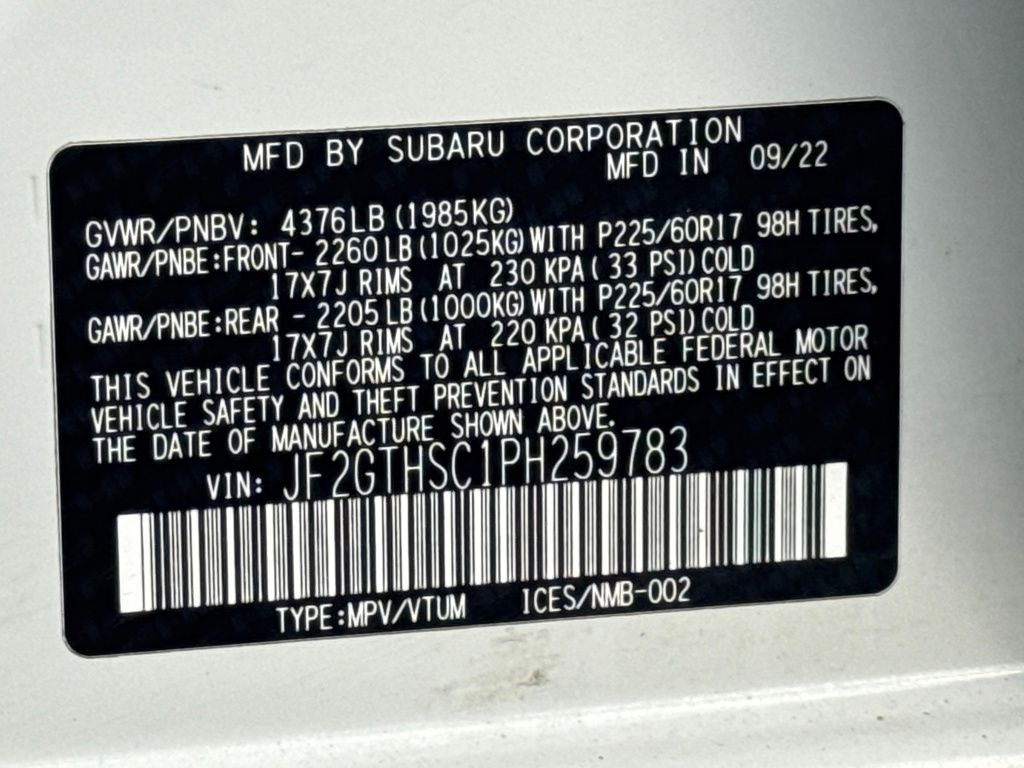 MFD BY SUBARU CORPORATION
MFD IN 09/22
GVWR/PNBV: 4376LB (1985KG)
GAWR/PNBE:FRONT- 2260LB (1025KG) WITH P225/60R17 98H TIRES,
17X7J RIMS AT 230 KPA ( 33 PSI) COLD
GAWR/PNBE:REAR - 2205LB (1000KG) WITH P225/60R17 98H TIRES,
17X7J RIMS AT 220 KPA ( 32 PSI) COLD
THIS VEHICLE CONFORMS TO ALL APPLICABLE FEDERAL MOTOR
VEHICLE SAFETY AND THEFT PREVENTION STANDARDS IN EFFECT ON
THE DATE OF MANUFACTURE SHOWN ABOVE.
VIN: JF2GTHSC1PH259783
TYPE:MPV/VTUM ICES/NMB-002